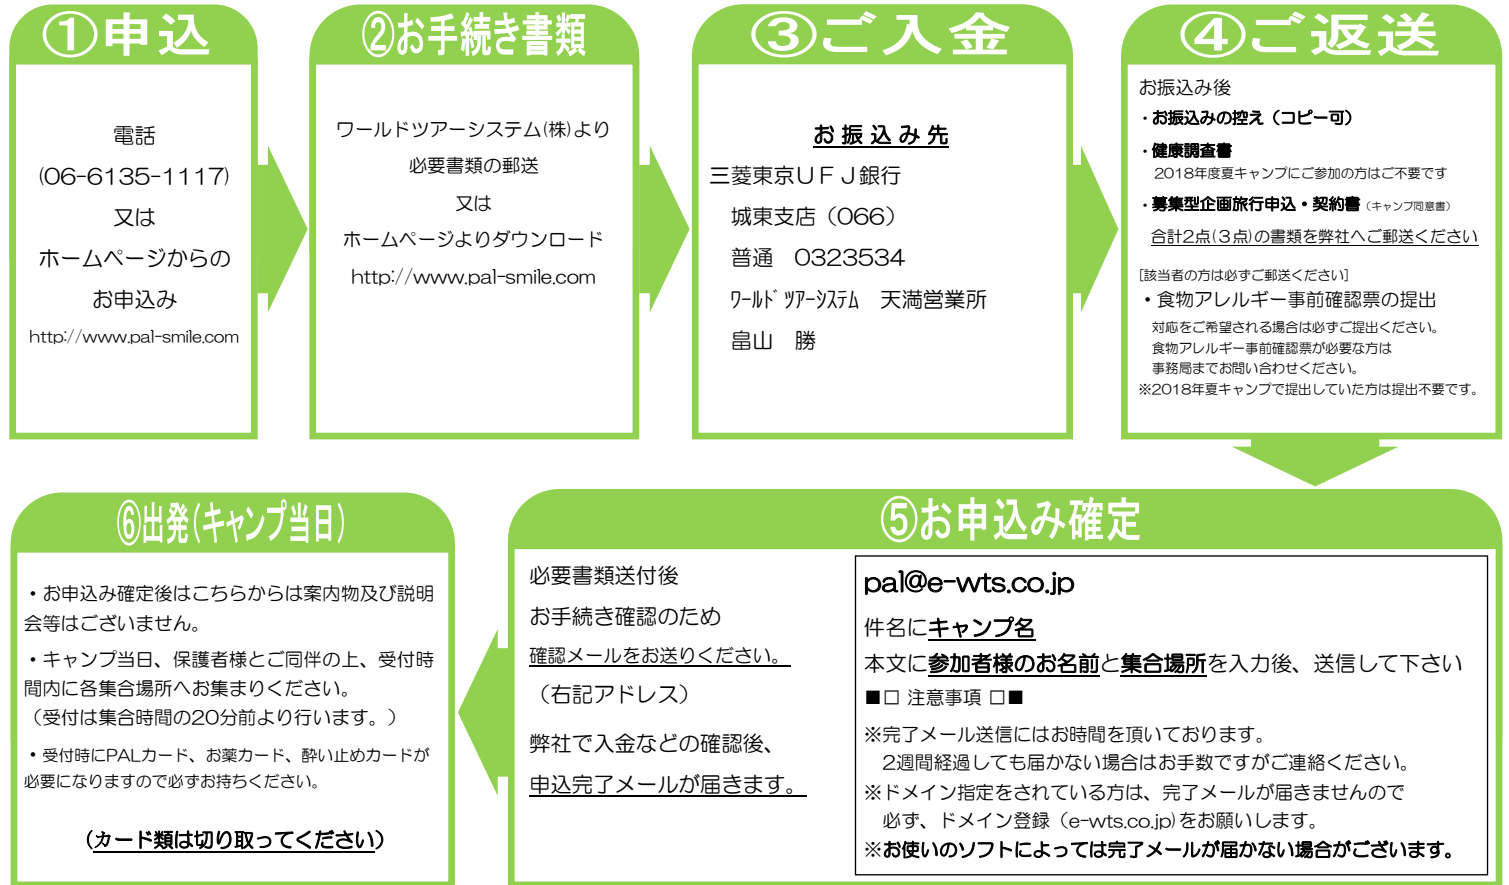 ①申込
電話
(06-6135-1117)
又は
ホームページからの
お申込み
http://www.pal-smile.com
②お手続き書類
ワールドツアーシステム(株)より
必要書類の郵送
又は
ホームページよりダウンロード
http://www.pal-smile.com
③ご入金
お振込み先
三菱東京UFJ銀行
城東支店（066）
普通　0323534
ワールドツアーシステム　天満営業所
畠山　勝
④ご返送
お振込み後
・お振込みの控え（コピー可）
・健康調査書
2018年度夏キャンプにご参加の方はご不要です
・募集型企画旅行申込・契約書（キャンプ同意書）
合計2点(3点)の書類を弊社へご郵送ください
[該当者の方は必ずご郵送ください]
・食物アレルギー事前確認票の提出
対応をご希望される場合は必ずご提出ください。
食物アレルギー事前確認票が必要な方は
事務局までお問い合わせください。
※2018年夏キャンプで提出していた方は提出不要です。
⑤お申込み確定
必要書類送付後
お手続き確認のため
確認メールをお送りください。
（右記アドレス）
弊社で入金などの確認後、
申込完了メールが届きます。
pal@e-wts.co.jp
件名にキャンプ名
本文に参加者様のお名前と集合場所を入力後、送信して下さい
■□ 注意事項 □■
※完了メール送信にはお時間を頂いております。
2週間経過しても届かない場合はお手数ですがご連絡ください。
※ドメイン指定をされている方は、完了メールが届きませんので
必ず、ドメイン登録（e-wts.co.jp)をお願いします。
※お使いのソフトによっては完了メールが届かない場合がございます。
⑥出発(キャンプ当日)
・お申込み確定後はこちらからは案内物及び説明
会等はございません。
・キャンプ当日、保護者様とご同伴の上、受付時
間内に各集合場所へお集まりください。
（受付は集合時間の20分前より行います。）
・受付時にPALカード、お薬カード、酔い止めカードが
必要になりますので必ずお持ちください。
(カード類は切り取ってください)